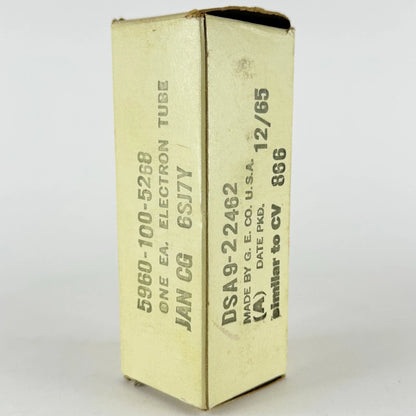 5960-100-5268
ONE EA. ELECTRON TUBE
JAN CG 6SJ7Y
DSA9-22462
MADE BY G. E. CO. U.S.A.
(A) DATE PKD. 12/65
similar to CV 866